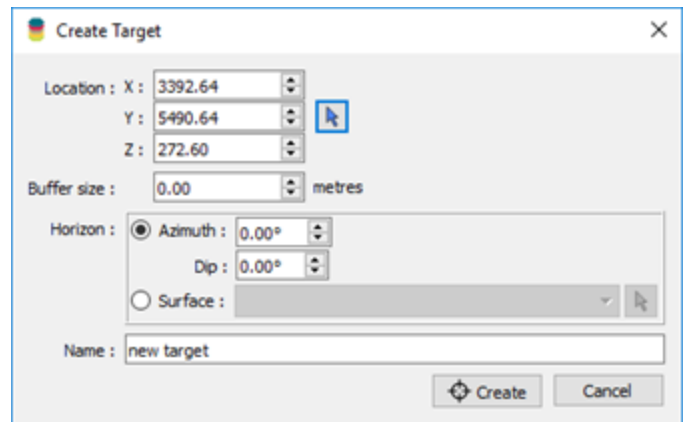 Create Target
Location : X : 3392.64
Y : 5490.64
Z : 272.60
Buffer size : 0.00 metres
Horizon : Azimuth : 0.00°
Dip : 0.00°
Surface :
Name : new target
Create Cancel